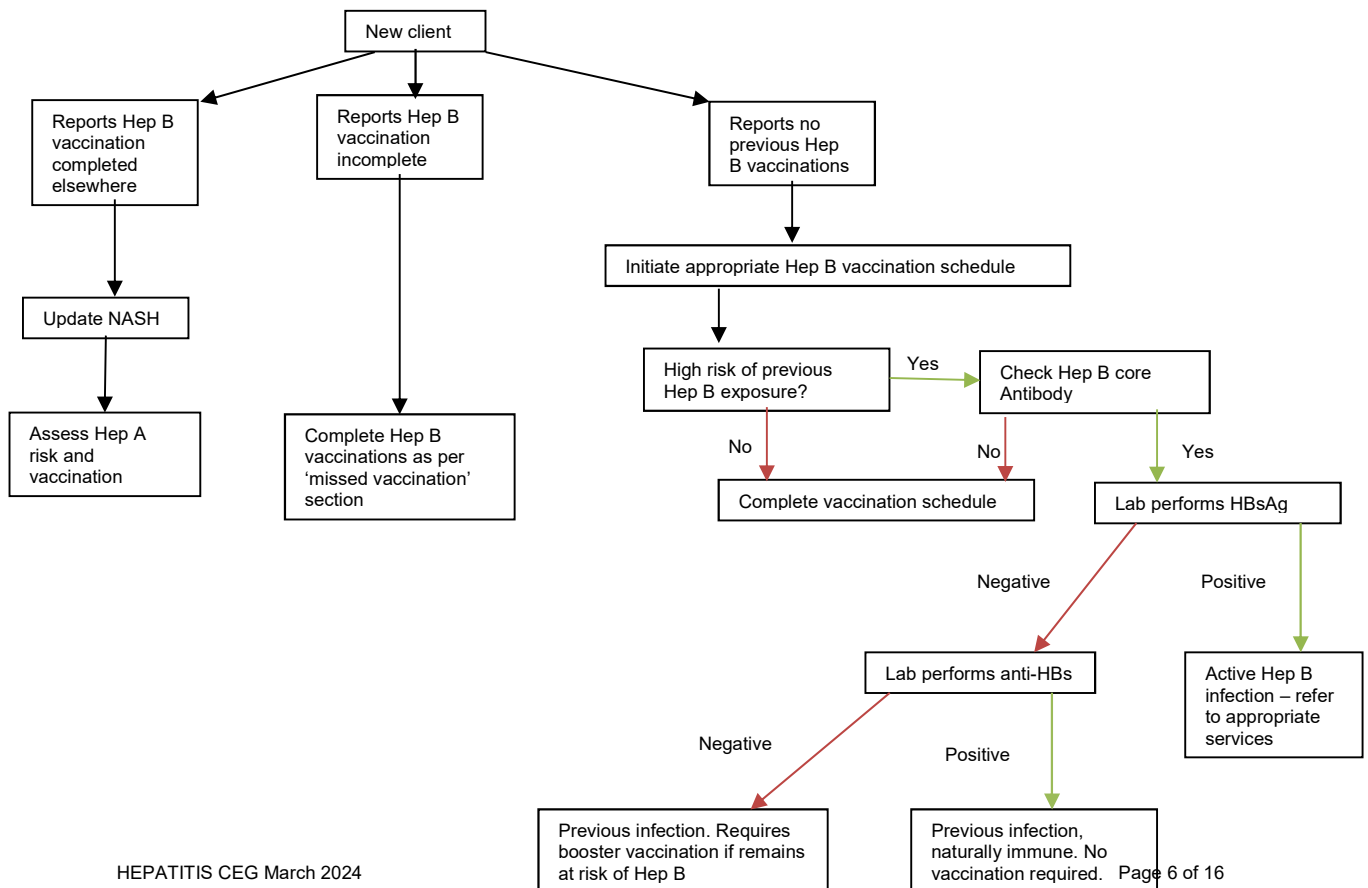 New client
Reports Hep B
vaccination
completed
elsewhere
Reports Hep B
vaccination
incomplete
Reports no
previous Hep
B vaccinations
Initiate appropriate Hep B vaccination schedule
Update NASH
High risk of previous
Hep B exposure?
Yes
Check Hep B core
Antibody
Assess Hep A
risk and
vaccination
Complete Hep B
vaccinations as per
‘missed vaccination’
section
No
No
Yes
Complete vaccination schedule
Lab performs HBsAg
Negative
Positive
Lab performs anti-HBs
Active Hep B
infection – refer
to appropriate
services
Negative
Positive
Previous infection. Requires
booster vaccination if remains
at risk of Hep B
Previous infection,
naturally immune. No
vaccination required.
HEPATITIS CEG March 2024
Page 6 of 16